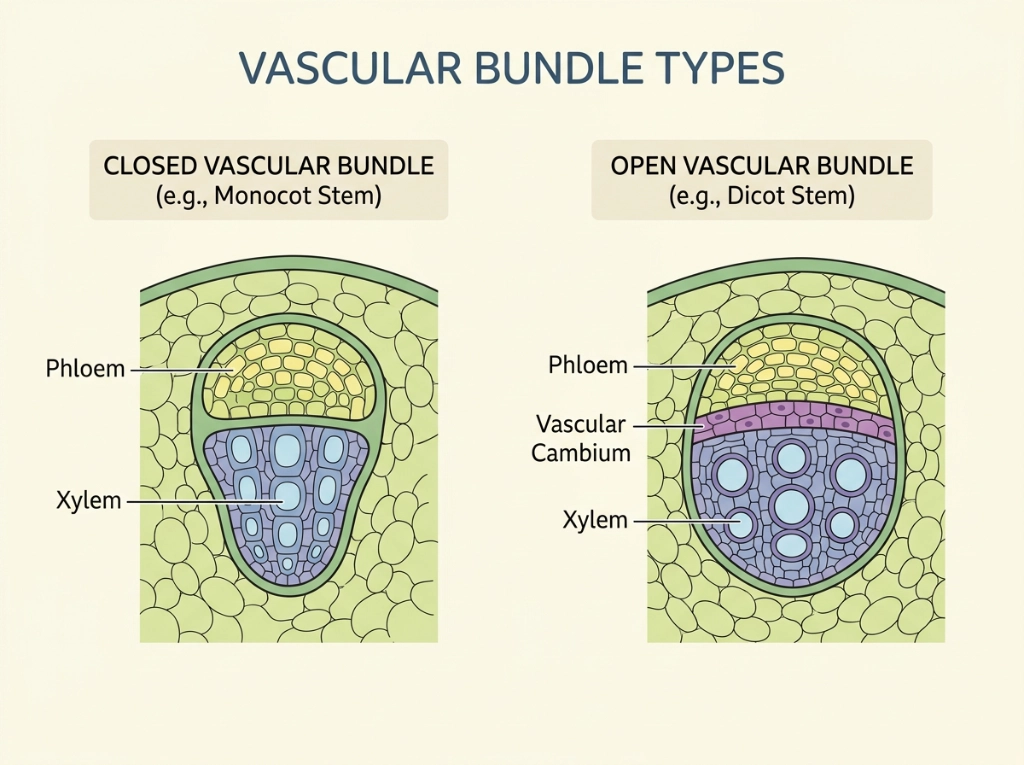 VASCULAR BUNDLE TYPES
CLOSED VASCULAR BUNDLE
(e.g., Monocot Stem)
Phloem
Xylem
OPEN VASCULAR BUNDLE
(e.g., Dicot Stem)
Phloem
Vascular
Cambium
Xylem